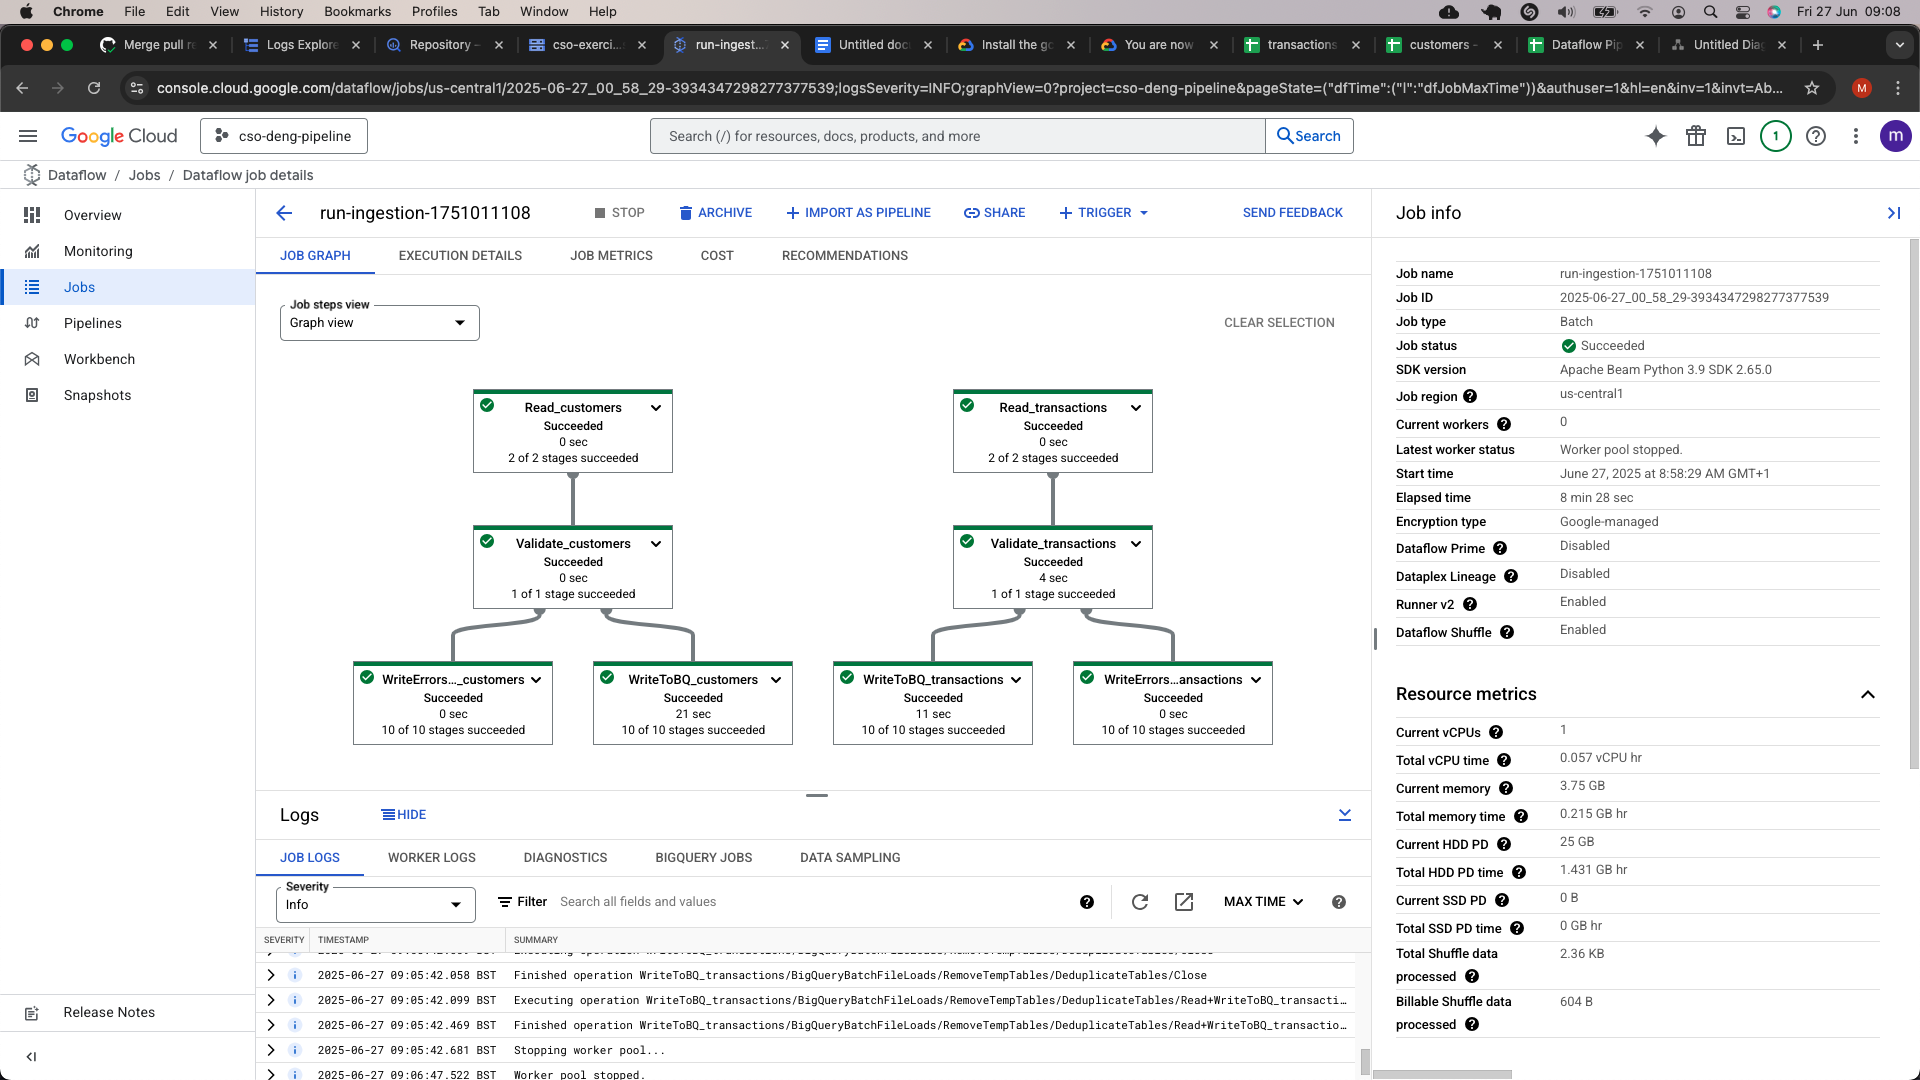 Chrome File Edit View History Bookmarks Profiles Tab Window Help Fri 27 Jun 09:08
Merge pull re
Logs Explore
Repository –
cso-exerci...
run-ingest...
Untitled doc
Install the gc
You are now
transactions
customers -
Dataflow Pip
Untitled Diag
console.cloud.google.com/dataflow/jobs/us-central1/2025-06-27_00_58_29-3934347298277377539;logsSeverity=INFO;graphView=0?project=cso-deng-pipeline&pageState=("dfTime":("l":"dfJobMaxTime"))&authuser=1&hl=en&inv=1&invt=Ab...
M
Google Cloud
cso-deng-pipeline
Search (/) for resources, docs, products, and more
Search
1
m
Dataflow / Jobs / Dataflow job details
Overview
Monitoring
Jobs
Pipelines
Workbench
Snapshots
Release Notes
run-ingestion-1751011108
STOP
ARCHIVE
IMPORT AS PIPELINE
SHARE
TRIGGER
SEND FEEDBACK
JOB GRAPH
EXECUTION DETAILS
JOB METRICS
COST
RECOMMENDATIONS
Job steps view
Graph view
CLEAR SELECTION
Read_customers
Succeeded
0 sec
2 of 2 stages succeeded
Read_transactions
Succeeded
0 sec
2 of 2 stages succeeded
Validate_customers
Succeeded
0 sec
1 of 1 stage succeeded
Validate_transactions
Succeeded
4 sec
1 of 1 stage succeeded
WriteErrors..._customers
Succeeded
0 sec
10 of 10 stages succeeded
WriteToBQ_customers
Succeeded
21 sec
10 of 10 stages succeeded
WriteToBQ_transactions
Succeeded
11 sec
10 of 10 stages succeeded
WriteErrors...ansactions
Succeeded
0 sec
10 of 10 stages succeeded
Logs
HIDE
JOB LOGS
WORKER LOGS
DIAGNOSTICS
BIGQUERY JOBS
DATA SAMPLING
Severity
Info
Filter
Search all fields and values
MAX TIME
SEVERITY TIMESTAMP SUMMARY
2025-06-27 09:05:42.058 BST Finished operation WriteToBQ_transactions/BigQueryBatchFileLoads/RemoveTempTables/DeduplicateTables/Close
2025-06-27 09:05:42.099 BST Executing operation WriteToBQ_transactions/BigQueryBatchFileLoads/RemoveTempTables/DeduplicateTables/Read+WriteToBQ_transacti...
2025-06-27 09:05:42.469 BST Finished operation WriteToBQ_transactions/BigQueryBatchFileLoads/RemoveTempTables/DeduplicateTables/Read+WriteToBQ_transactio...
2025-06-27 09:05:42.681 BST Stopping worker pool...
2025-06-27 09:06:47.522 BST Worker pool stopped.
Job info
Job name run-ingestion-1751011108
Job ID 2025-06-27_00_58_29-3934347298277377539
Job type Batch
Job status Succeeded
SDK version Apache Beam Python 3.9 SDK 2.65.0
Job region us-central1
Current workers 0
Latest worker status Worker pool stopped.
Start time June 27, 2025 at 8:58:29 AM GMT+1
Elapsed time 8 min 28 sec
Encryption type Google-managed
Dataflow Prime Disabled
Dataplex Lineage Disabled
Runner v2 Enabled
Dataflow Shuffle Enabled
Resource metrics
Current vCPUs 1
Total vCPU time 0.057 vCPU hr
Current memory 3.75 GB
Total memory time 0.215 GB hr
Current HDD PD 25 GB
Total HDD PD time 1.431 GB hr
Current SSD PD 0 B
Total SSD PD time 0 GB hr
Total Shuffle data processed 2.36 KB
Billable Shuffle data processed 604 B